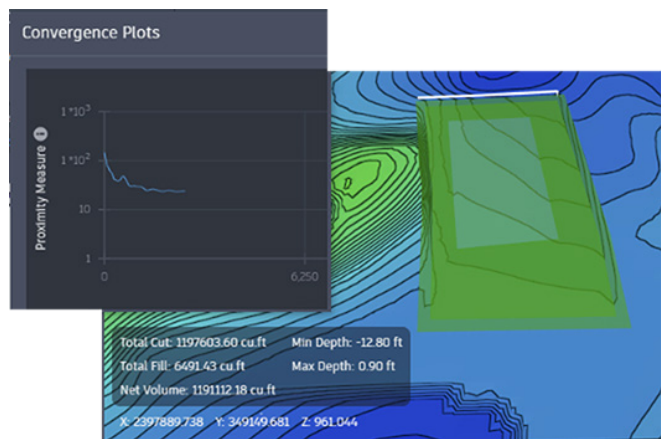 Convergence Plots
Proximity Measure i
1*10³
1*10²
10
1
0 6,250
Total Cut: 1197603.60 cu.ft Min Depth: -12.80 ft
Total Fill: 6491.43 cu.ft Max Depth: 0.90 ft
Net Volume: 1191112.18 cu.ft
X: 2397889.738 Y: 349149.681 Z: 961.044